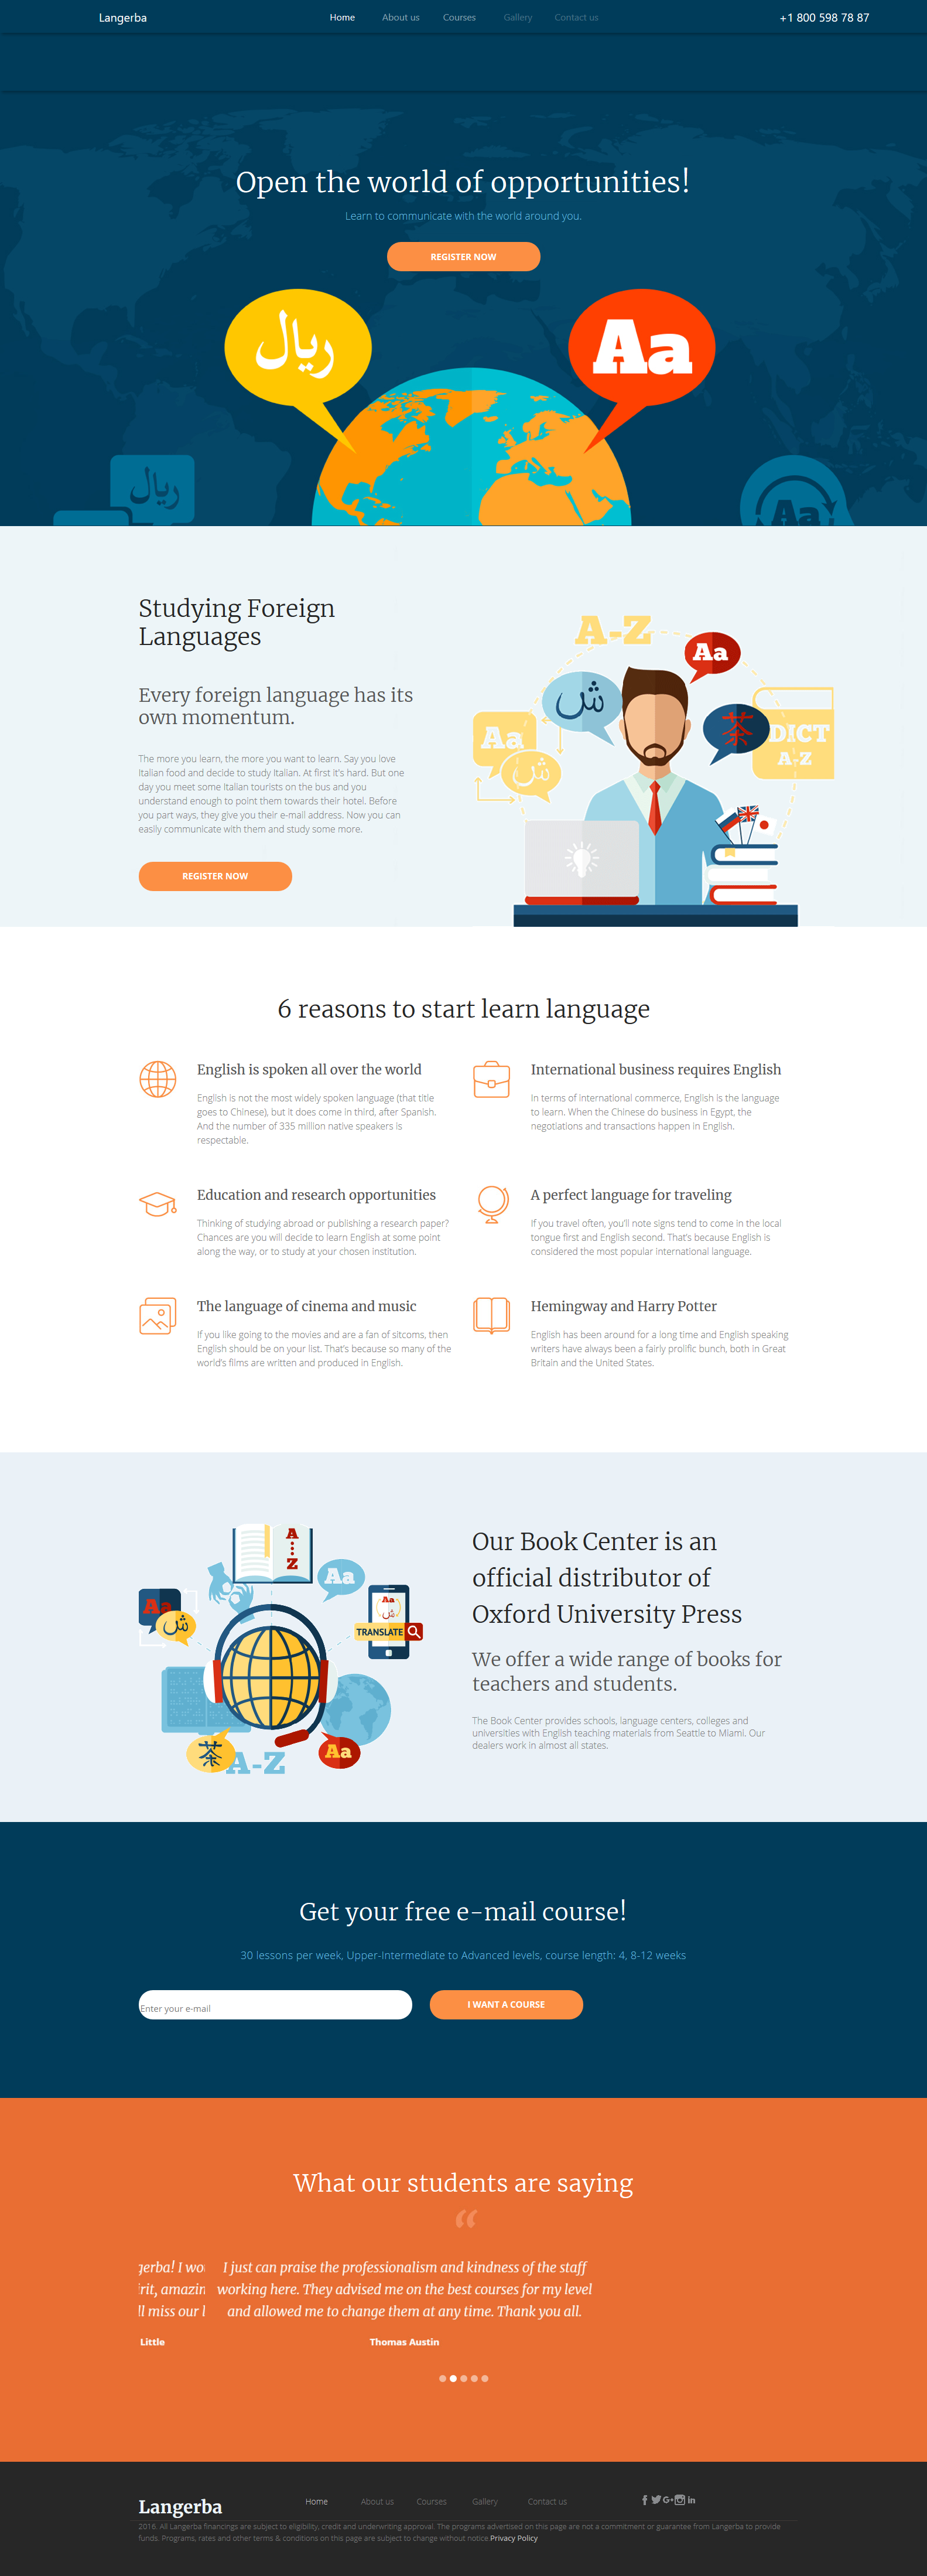 Langerba
Home
About us
Courses
Gallery
Contact us
+1 800 598 78 87
Open the world of opportunities!
Learn to communicate with the world around you.
REGISTER NOW
ريال
Aa
ريال
Aa
Studying Foreign
Languages
Every foreign language has its
own momentum.
The more you learn, the more you want to learn. Say you love
Italian food and decide to study Italian. At first it's hard. But one
day you meet some Italian tourists on the bus and you
understand enough to point them towards their hotel. Before
you part ways, they give you their e-mail address. Now you can
easily communicate with them and study some more.
REGISTER NOW
A-Z
Aa
ش
茶
DICT
A-Z
Aa
ش
6 reasons to start learn language
English is spoken all over the world
English is not the most widely spoken language (that title
goes to Chinese), but it does come in third, after Spanish.
And the number of 335 million native speakers is
respectable.
International business requires English
In terms of international commerce, English is the language
to learn. When the Chinese do business in Egypt, the
negotiations and transactions happen in English.
Education and research opportunities
Thinking of studying abroad or publishing a research paper?
Chances are you will decide to learn English at some point
along the way, or to study at your chosen institution.
A perfect language for traveling
If you travel often, you'll note signs tend to come in the local
tongue first and English second. That's because English is
considered the most popular international language.
The language of cinema and music
If you like going to the movies and are a fan of sitcoms, then
English should be on your list. That's because so many of the
world's films are written and produced in English.
Hemingway and Harry Potter
English has been around for a long time and English speaking
writers have always been a fairly prolific bunch, both in Great
Britain and the United States.
A
Z
Aa
Aa
ش
Aa
ش
TRANSLATE
茶
A-Z
Aa
Our Book Center is an
official distributor of
Oxford University Press
We offer a wide range of books for
teachers and students.
The Book Center provides schools, language centers, colleges and
universities with English teaching materials from Seattle to Miami. Our
dealers work in almost all states.
Get your free e-mail course!
30 lessons per week, Upper-Intermediate to Advanced levels, course length: 4, 8-12 weeks
Enter your e-mail
I WANT A COURSE
What our students are saying
“
gerba! I wo
rit, amazin
ll miss our
Little
I just can praise the professionalism and kindness of the staff
working here. They advised me on the best courses for my level
and allowed me to change them at any time. Thank you all.
Thomas Austin
Langerba
Home
About us
Courses
Gallery
Contact us
2016. All Langerba financings are subject to eligibility, credit and underwriting approval. The programs advertised on this page are not a commitment or guarantee from Langerba to provide
funds. Programs, rates and other terms & conditions on this page are subject to change without notice.Privacy Policy